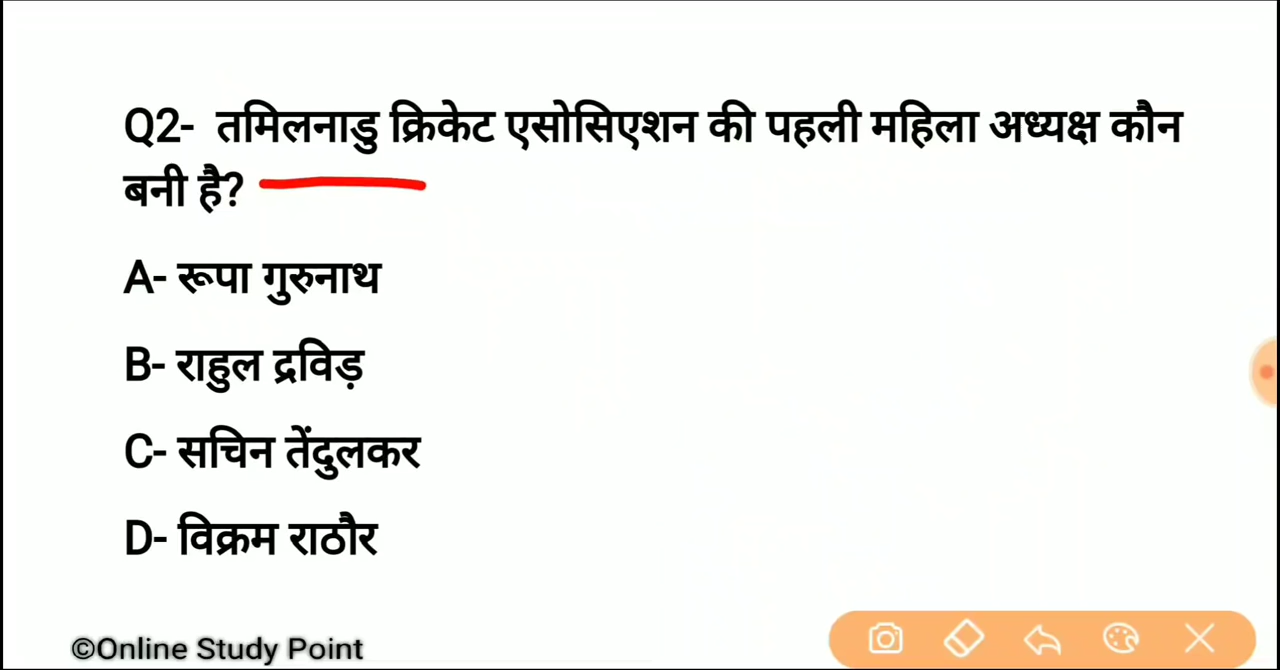 Q2- तमिलनाडु क्रिकेट एसोसिएशन की पहली महिला अध्यक्ष कौन
बनी है?
A- रूपा गुरुनाथ
B- राहुल द्रविड़
C- सचिन तेंदुलकर
D- विक्रम राठौर
©Online Study Point